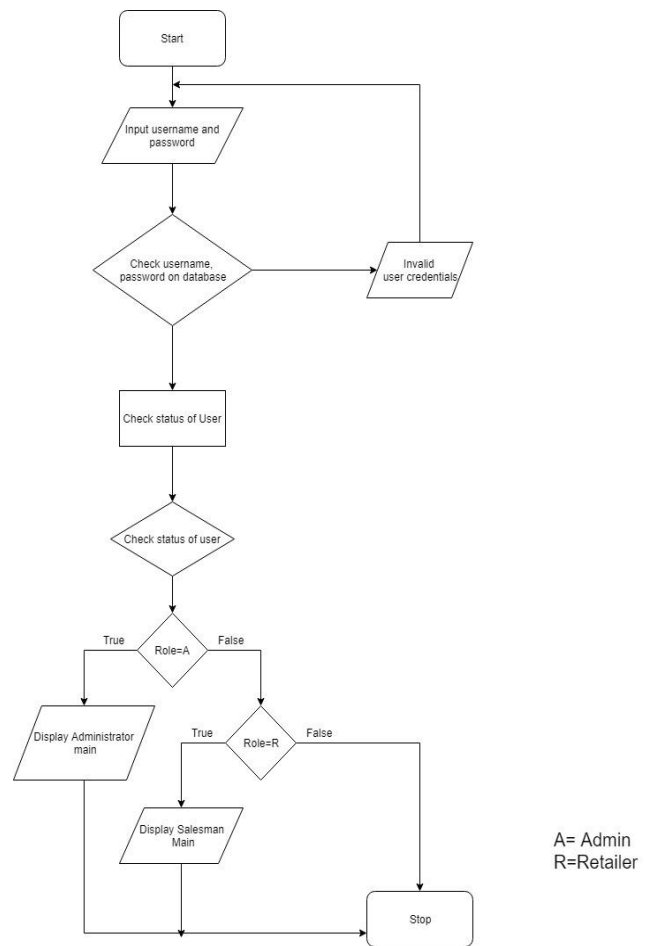 Start
Input username and
password
Check username,
password on database
Invalid
user credentials
Check status of User
Check status of user
True
Role=A
False
Display Administrator
main
True
Role=R
False
Display Salesman
Main
A= Admin
R=Retailer
Stop